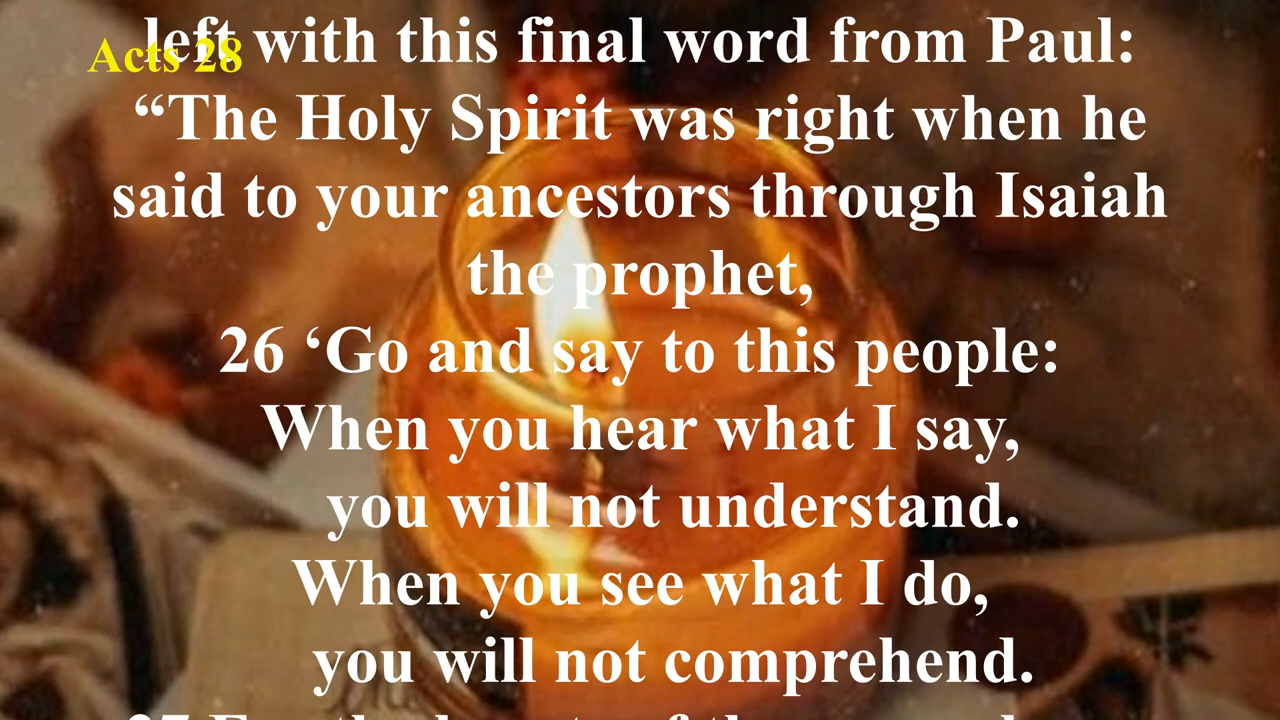 Acts 28
left with this final word from Paul:
“The Holy Spirit was right when he
said to your ancestors through Isaiah
the prophet,
26 ‘Go and say to this people:
When you hear what I say,
you will not understand.
When you see what I do,
you will not comprehend.